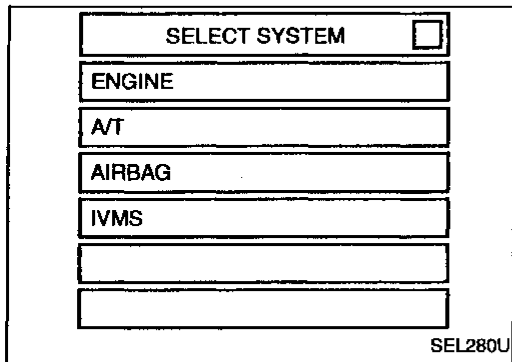 SELECT SYSTEM
ENGINE
A/T
AIRBAG
IVMS
SEL280U